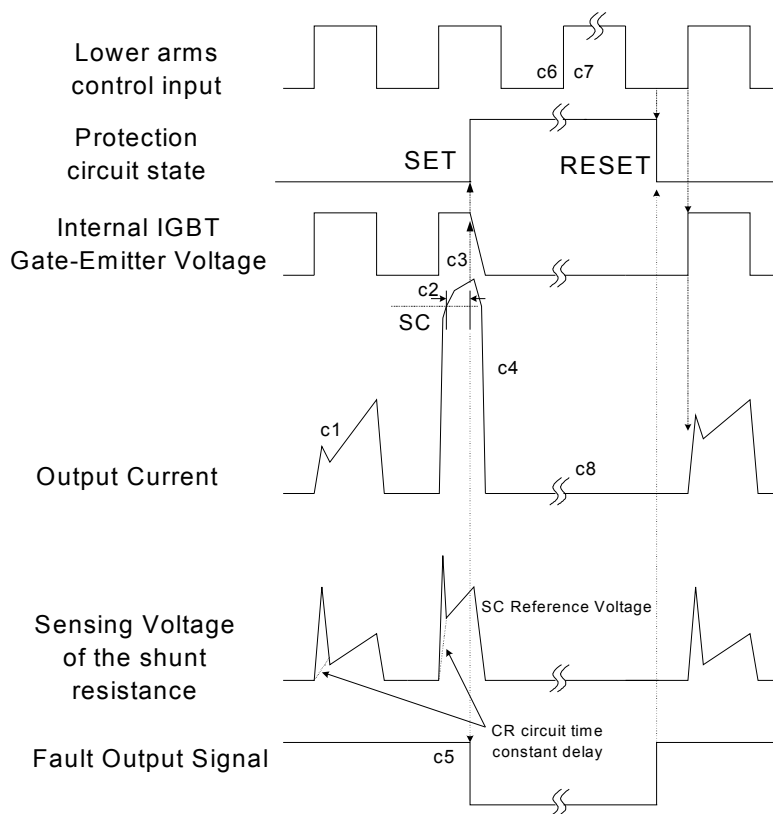 Lower arms
control input
c6
c7
Protection
circuit state
SET
RESET
Internal IGBT
Gate-Emitter Voltage
c3
c2
SC
c4
c1
Output Current
c8
SC Reference Voltage
Sensing Voltage
of the shunt
resistance
CR circuit time
constant delay
Fault Output Signal
c5